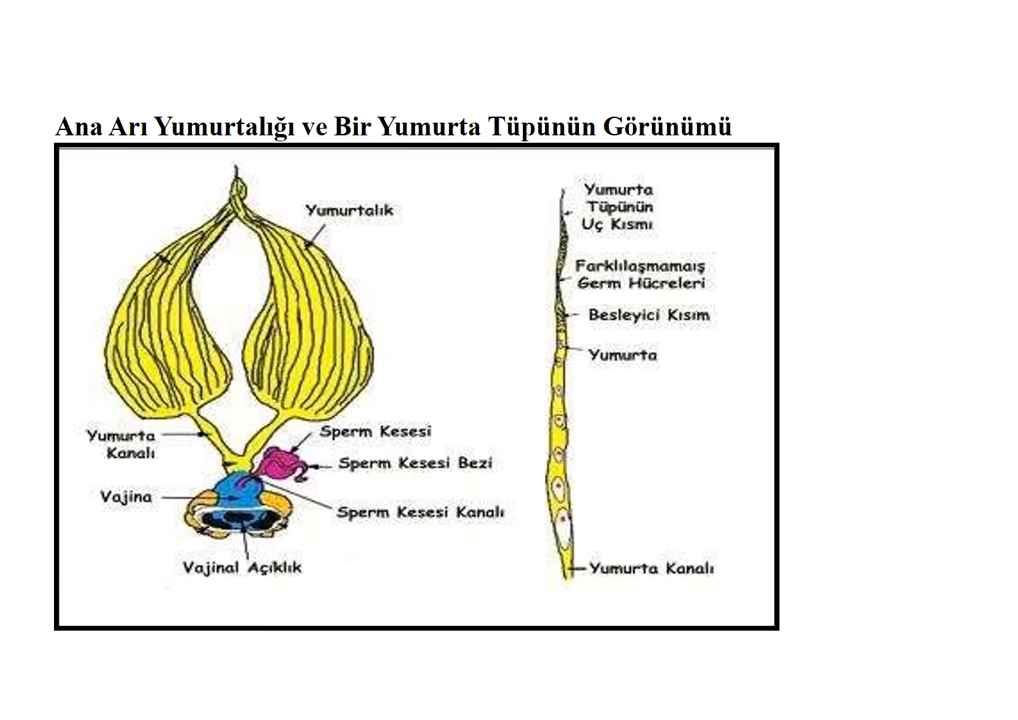 Ana Arı Yumurtalığı ve Bir Yumurta Tüpünün Görünümü
Yumurtalık
Yumurta
Kanalı
Sperm Kesesi
Sperm Kesesi Bezi
Vajina
Sperm Kesesi Kanalı
Vajinal Açıklık
Yumurta
Tüpünün
Uç Kısmı
Farklılaşmamaış
Germ Hücreleri
Besleyici Kısım
Yumurta
Yumurta Kanalı